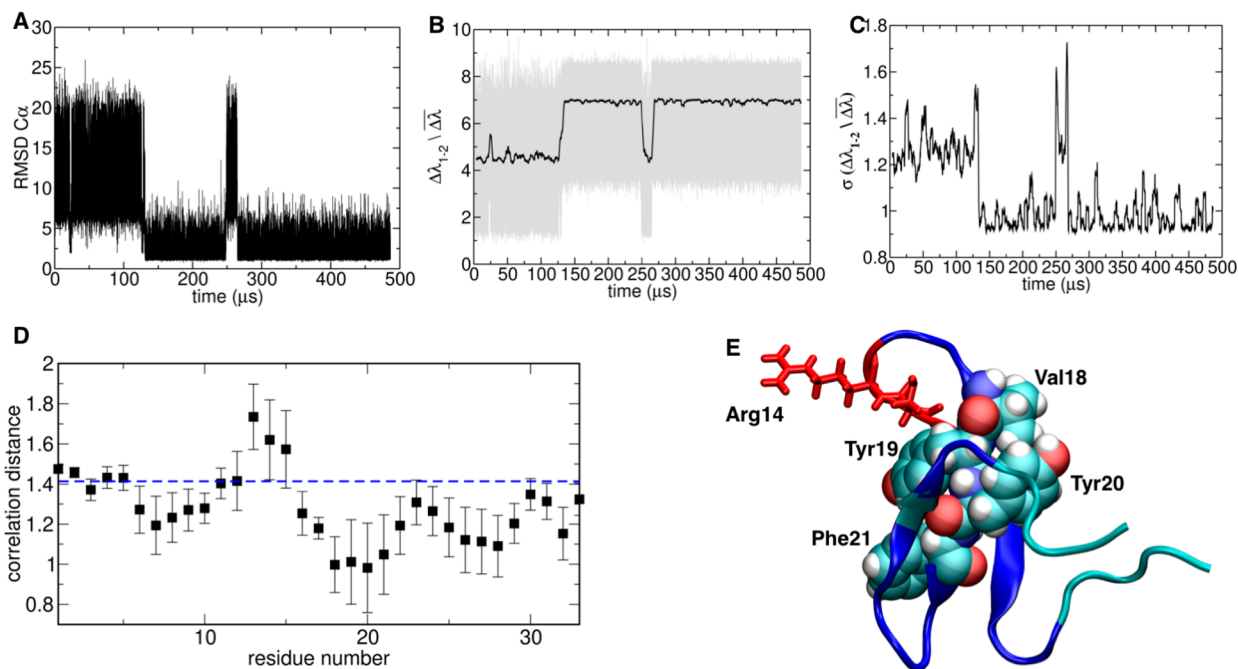 A
RMSD Cα
30
25
20
15
10
5
0
0 100 200 300 400 500
time (μs)
B
Δλ1-2 \ Δλ̅
10
8
6
4
2
0
0 50 100 150 200 250 300 350 400 450 500
time (μs)
C
σ (Δλ1-2 \ Δλ̅)
1.8
1.6
1.4
1.2
1
0.8
0 50 100 150 200 250 300 350 400 450 500
time (μs)
D
correlation distance
2
1.8
1.6
1.4
1.2
1
0.8
10 20 30
residue number
E
Val18
Arg14
Tyr19
Tyr20
Phe21